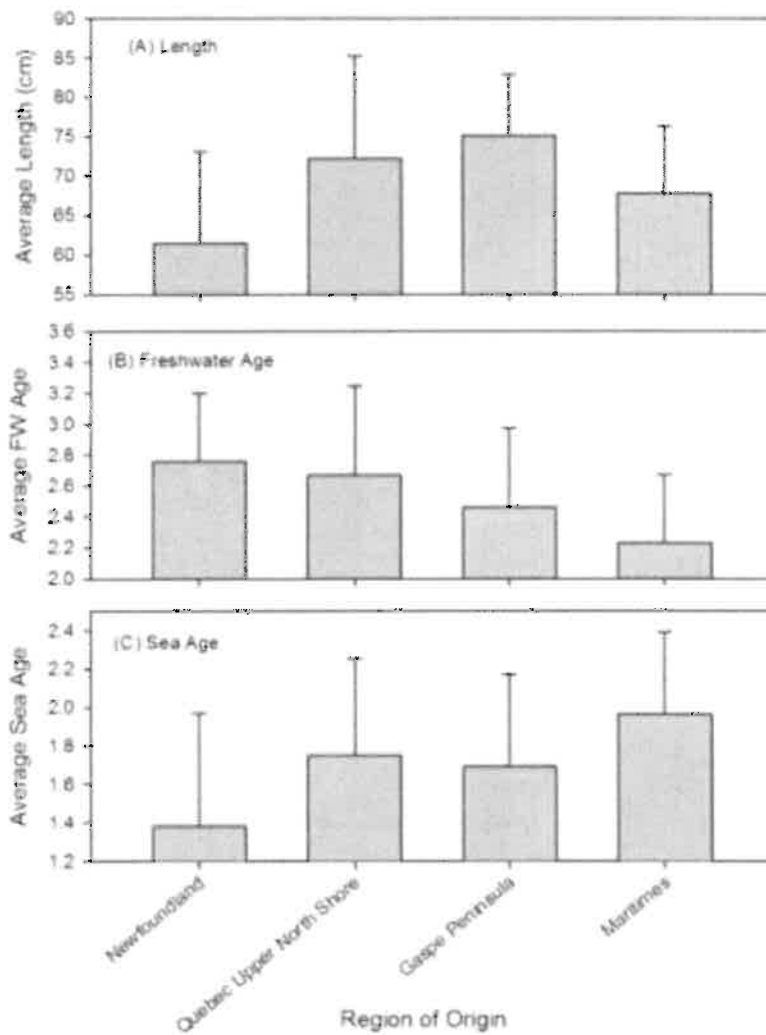 (A) Length
Average Length (cm)
90
85
80
75
70
65
60
55
(B) Freshwater Age
Average FW Age
3.6
3.4
3.2
3.0
2.8
2.6
2.4
2.2
2.0
(C) Sea Age
Average Sea Age
2.4
2.2
2.0
1.8
1.6
1.4
1.2
Newfoundland
Quebec Upper North Shore
Gaspe Peninsula
Maritimes
Region of Origin